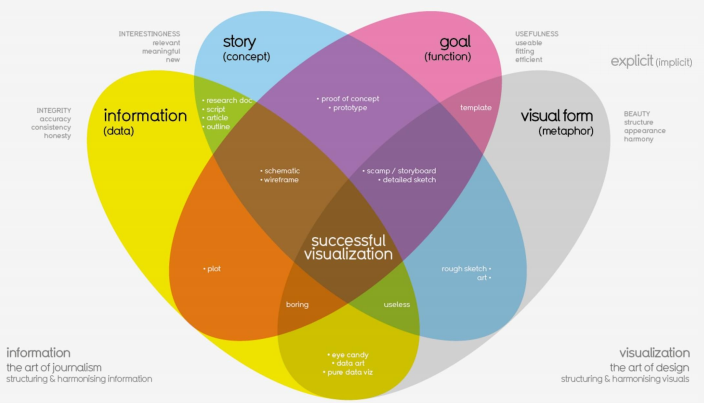 INTERESTINGNESS
relevant
meaningful
new
story
(concept)
goal
(function)
USEFULNESS
useable
fitting
efficient
explicit (implicit)
INTEGRITY
accuracy
consistency
honesty
information
(data)
• research doc
• script
• article
• outline
• proof of concept
• prototype
template
visual form
(metaphor)
BEAUTY
structure
appearance
harmony
• schematic
• wireframe
• scamp / storyboard
• detailed sketch
successful
visualization
• plot
rough sketch •
art •
boring
useless
• eye candy
• data art
• pure data viz
information
the art of journalism
structuring & harmonising information
visualization
the art of design
structuring & harmonising visuals